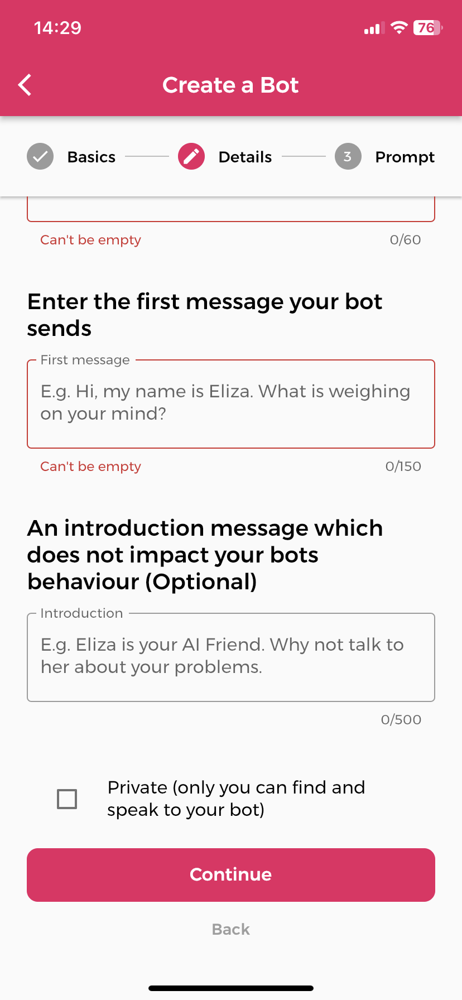 14:29
76
Create a Bot
Basics
Details
3
Prompt
Can't be empty
0/60
Enter the first message your bot
sends
First message
E.g. Hi, my name is Eliza. What is weighing
on your mind?
Can't be empty
0/150
An introduction message which
does not impact your bots
behaviour (Optional)
Introduction
E.g. Eliza is your AI Friend. Why not talk to
her about your problems.
0/500
Private (only you can find and
speak to your bot)
Continue
Back